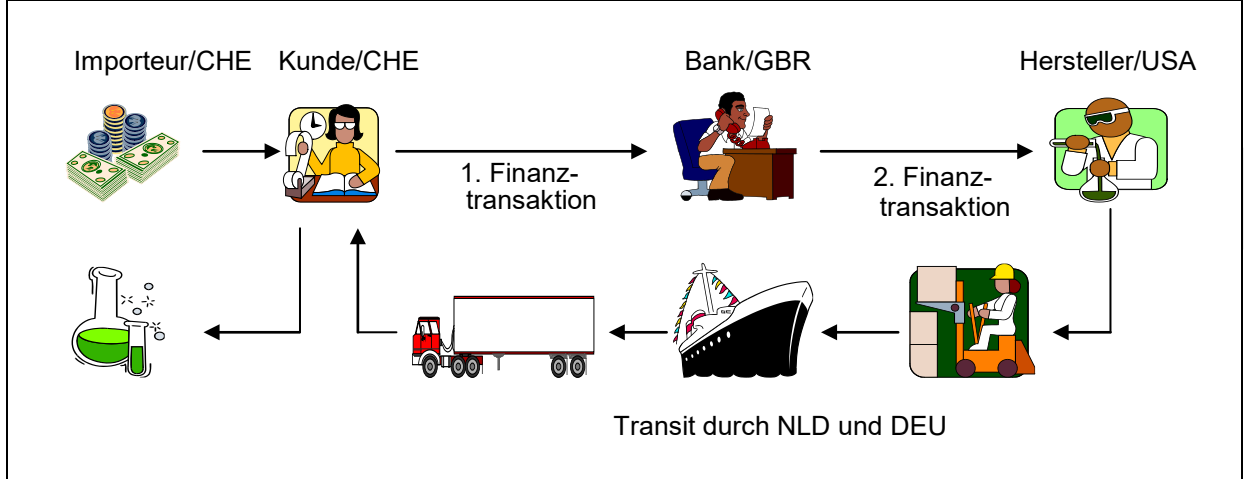 Importeur/CHE
Kunde/CHE
Bank/GBR
Hersteller/USA
1. Finanz-
transaktion
2. Finanz-
transaktion
Transit durch NLD und DEU